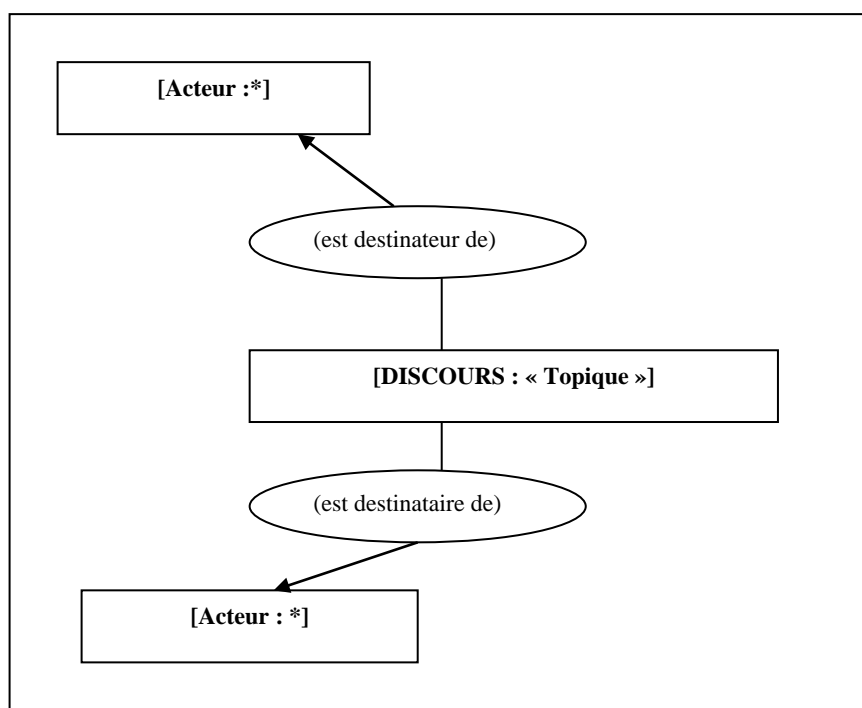 [Acteur :*]
(est destinateur de)
[DISCOURS : « Topique »]
(est destinataire de)
[Acteur : *]